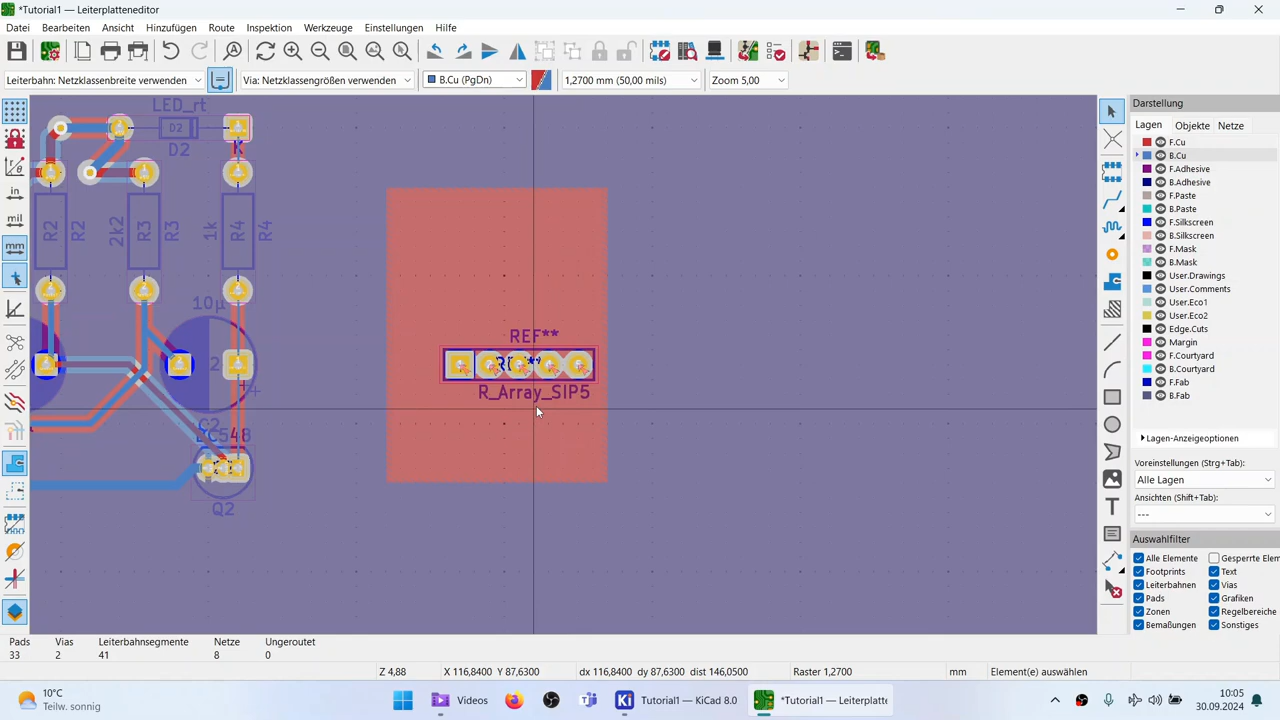 *Tutorial1 — Leiterplatteneditor
Datei Bearbeiten Ansicht Hinzufügen Route Inspektion Werkzeuge Einstellungen Hilfe
Leiterbahn: Netzklassenbreite verwenden Via: Netzklassengrößen verwenden B.Cu (PgDn) 1,2700 mm (50,00 mils) Zoom 5,00
in
mil
mm
LED_rt
D2
D2
K
R2
R2
2k2
R3
R3
1k
R4
R4
10µ
C2
BC548
Q2
REF**
R_Array_SIP5
Darstellung
Lagen Objekte Netze
F.Cu
B.Cu
F.Adhesive
B.Adhesive
F.Paste
B.Paste
F.Silkscreen
B.Silkscreen
F.Mask
B.Mask
User.Drawings
User.Comments
User.Eco1
User.Eco2
Edge.Cuts
Margin
F.Courtyard
B.Courtyard
F.Fab
B.Fab
Lagen-Anzeigeoptionen
Voreinstellungen (Strg+Tab):
Alle Lagen
Ansichten (Shift+Tab):
---
Auswahlfilter
Alle Elemente Gesperrte Elem
Footprints Text
Leiterbahnen Vias
Pads Grafiken
Zonen Regelbereiche
Bemaßungen Sonstiges
Pads Vias Leiterbahnsegmente Netze Ungeroutet
33 2 41 8 0
Z 4,88 X 116,8400 Y 87,6300 dx 116,8400 dy 87,6300 dist 146,0500 Raster 1,2700 mm Element(e) auswählen
10°C
Teilw. sonnig
Videos
Tutorial1 — KiCad 8.0
*Tutorial1 — Leiterplatte
10:05
30.09.2024